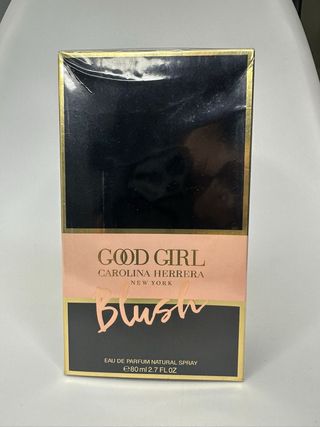 GOOD GIRL
CAROLINA HERRERA
NEW YORK
Blush
EAU DE PARFUM NATURAL SPRAY
℮80 ml 2.7 FL OZ